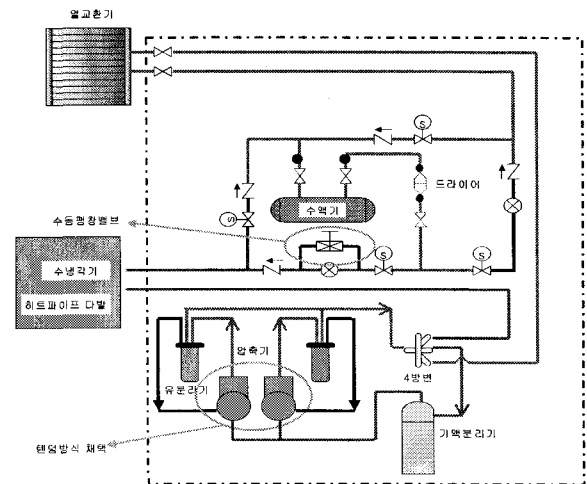 열교환기
S
S
드라이어
수액기
수동팽창밸브
S
S
S
수냉각기
히트파이프 다발
압축기
유분리기
4방변
기액분리기
텐덤방식 채택